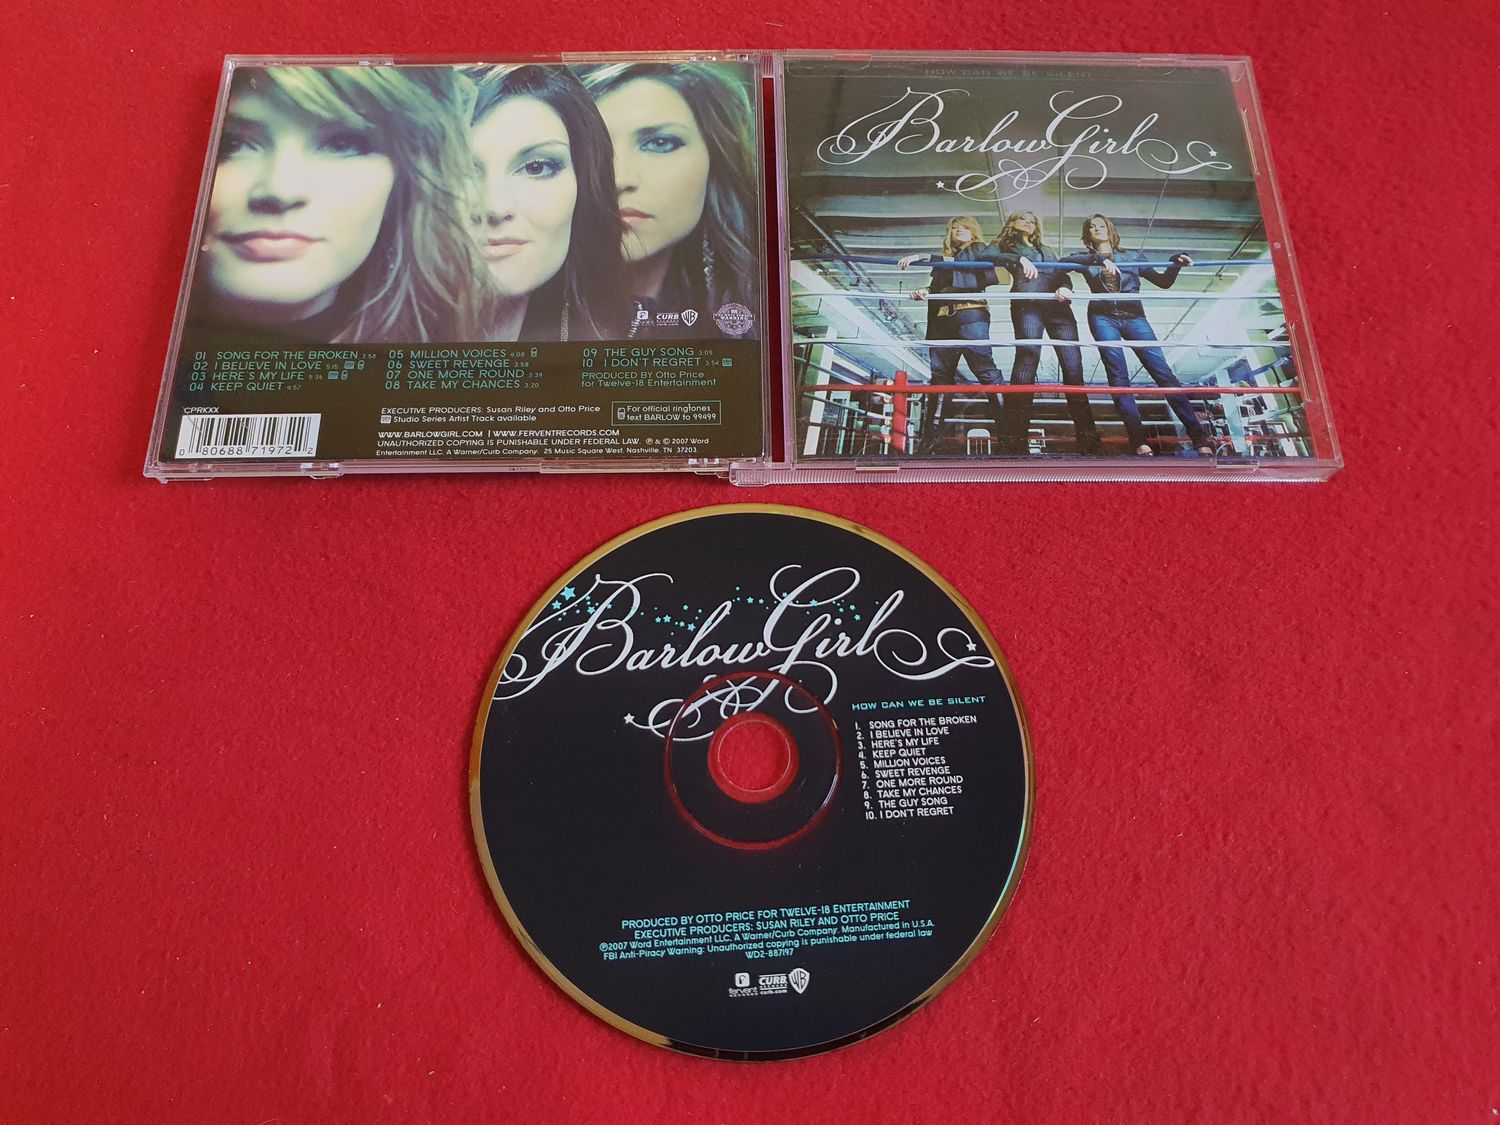 01 SONG FOR THE BROKEN 3:58
02 I BELIEVE IN LOVE 5:15
03 HERE'S MY LIFE 5:36
04 KEEP QUIET 4:57
05 MILLION VOICES 4:08
06 SWEET REVENGE 3:58
07 ONE MORE ROUND 3:39
08 TAKE MY CHANCES 3:20
09 THE GUY SONG 3:05
10 I DON'T REGRET 3:54
PRODUCED BY Otto Price
for Twelve-18 Entertainment
CURB
WB
CPRKXX
0 80688 71972 2
EXECUTIVE PRODUCERS: Susan Riley and Otto Price
Studio Series Artist Track available
For official ringtones
text BARLOW to 99499
WWW.BARLOWGIRL.COM | WWW.FERVENTRECORDS.COM
UNAUTHORIZED COPYING IS PUNISHABLE UNDER FEDERAL LAW. ℗ & © 2007 Word
Entertainment LLC. A Warner/Curb Company. 25 Music Square West. Nashville, TN 37203.
HOW CAN WE BE SILENT
BarlowGirl
BarlowGirl
HOW CAN WE BE SILENT
1. SONG FOR THE BROKEN
2. I BELIEVE IN LOVE
3. HERE'S MY LIFE
4. KEEP QUIET
5. MILLION VOICES
6. SWEET REVENGE
7. ONE MORE ROUND
8. TAKE MY CHANCES
9. THE GUY SONG
10. I DON'T REGRET
PRODUCED BY OTTO PRICE FOR TWELVE-18 ENTERTAINMENT
EXECUTIVE PRODUCERS: SUSAN RILEY AND OTTO PRICE
℗2007 Word Entertainment LLC. A Warner/Curb Company. Manufactured in U.S.A.
FBI Anti-Piracy Warning: Unauthorized copying is punishable under federal law
WD2-887197
fervent
RECORDS
CURB
RECORDS
curb.com
WB